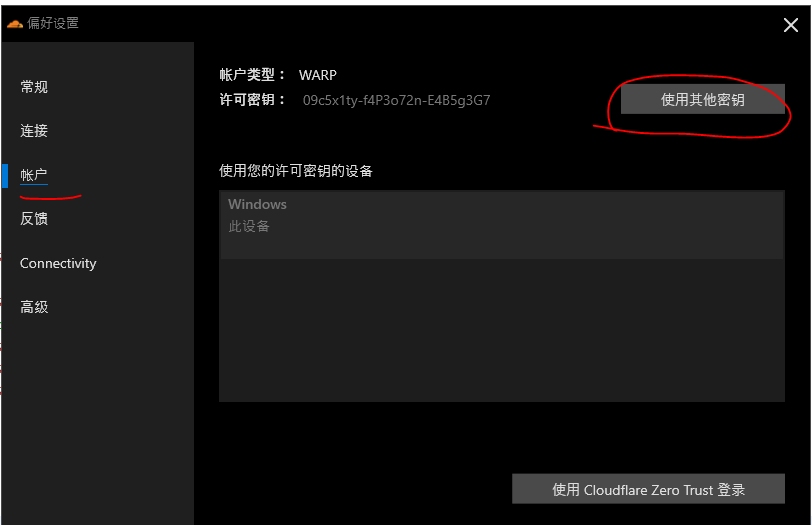 偏好设置
常规
连接
帐户
反馈
Connectivity
高级
帐户类型： WARP
许可密钥： 09c5x1ty-f4P3o72n-E4B5g3G7
使用其他密钥
使用您的许可密钥的设备
Windows
此设备
使用 Cloudflare Zero Trust 登录